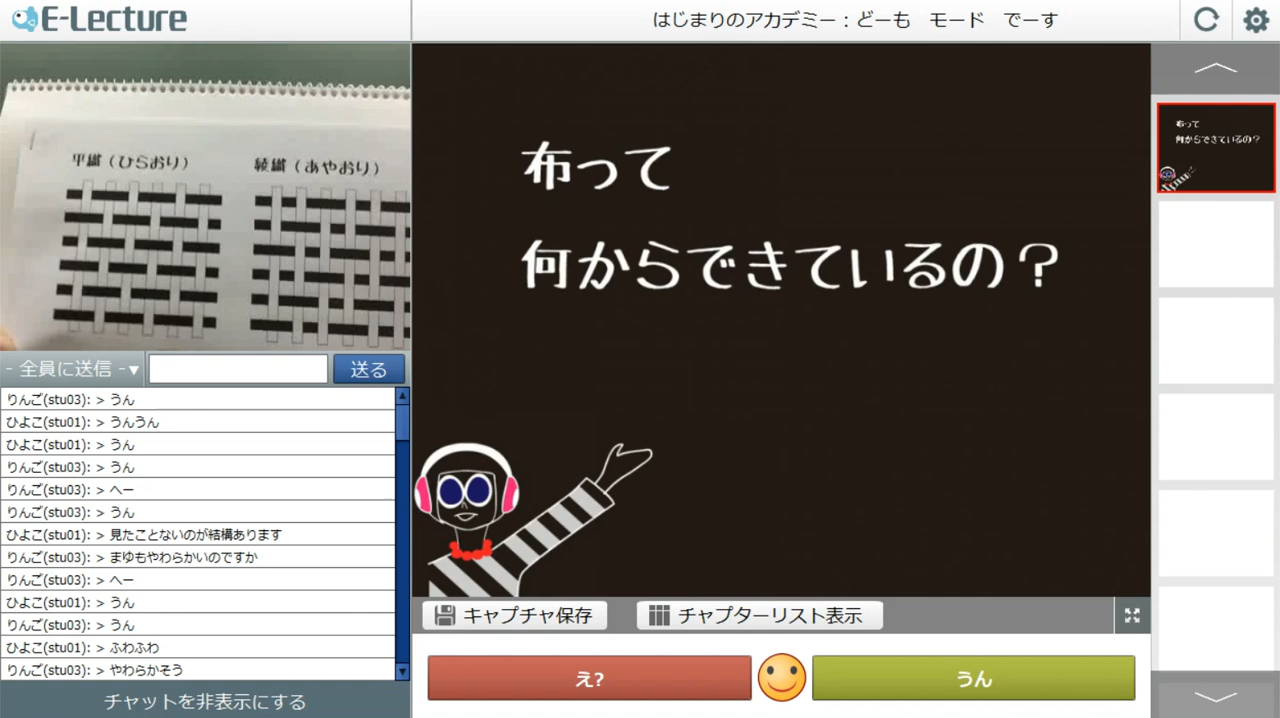 E-Lecture
はじまりのアカデミー：どーも　モード　でーす
平織（ひらおり）
綾織（あやおり）
- 全員に送信 -▼
送る
りんご(stu03): > うん
ひよこ(stu01): > うんうん
ひよこ(stu01): > うん
りんご(stu03): > うん
りんご(stu03): > へー
りんご(stu03): > うん
ひよこ(stu01): > 見たことないのが結構あります
りんご(stu03): > まゆもやわらかいのですか
りんご(stu03): > へー
ひよこ(stu01): > うん
りんご(stu03): > うん
ひよこ(stu01): > ふわふわ
りんご(stu03): > やわらかそう
チャットを非表示にする
布って
何からできているの？
キャプチャ保存
チャプターリスト表示
え?
うん
布って
何からできているの？